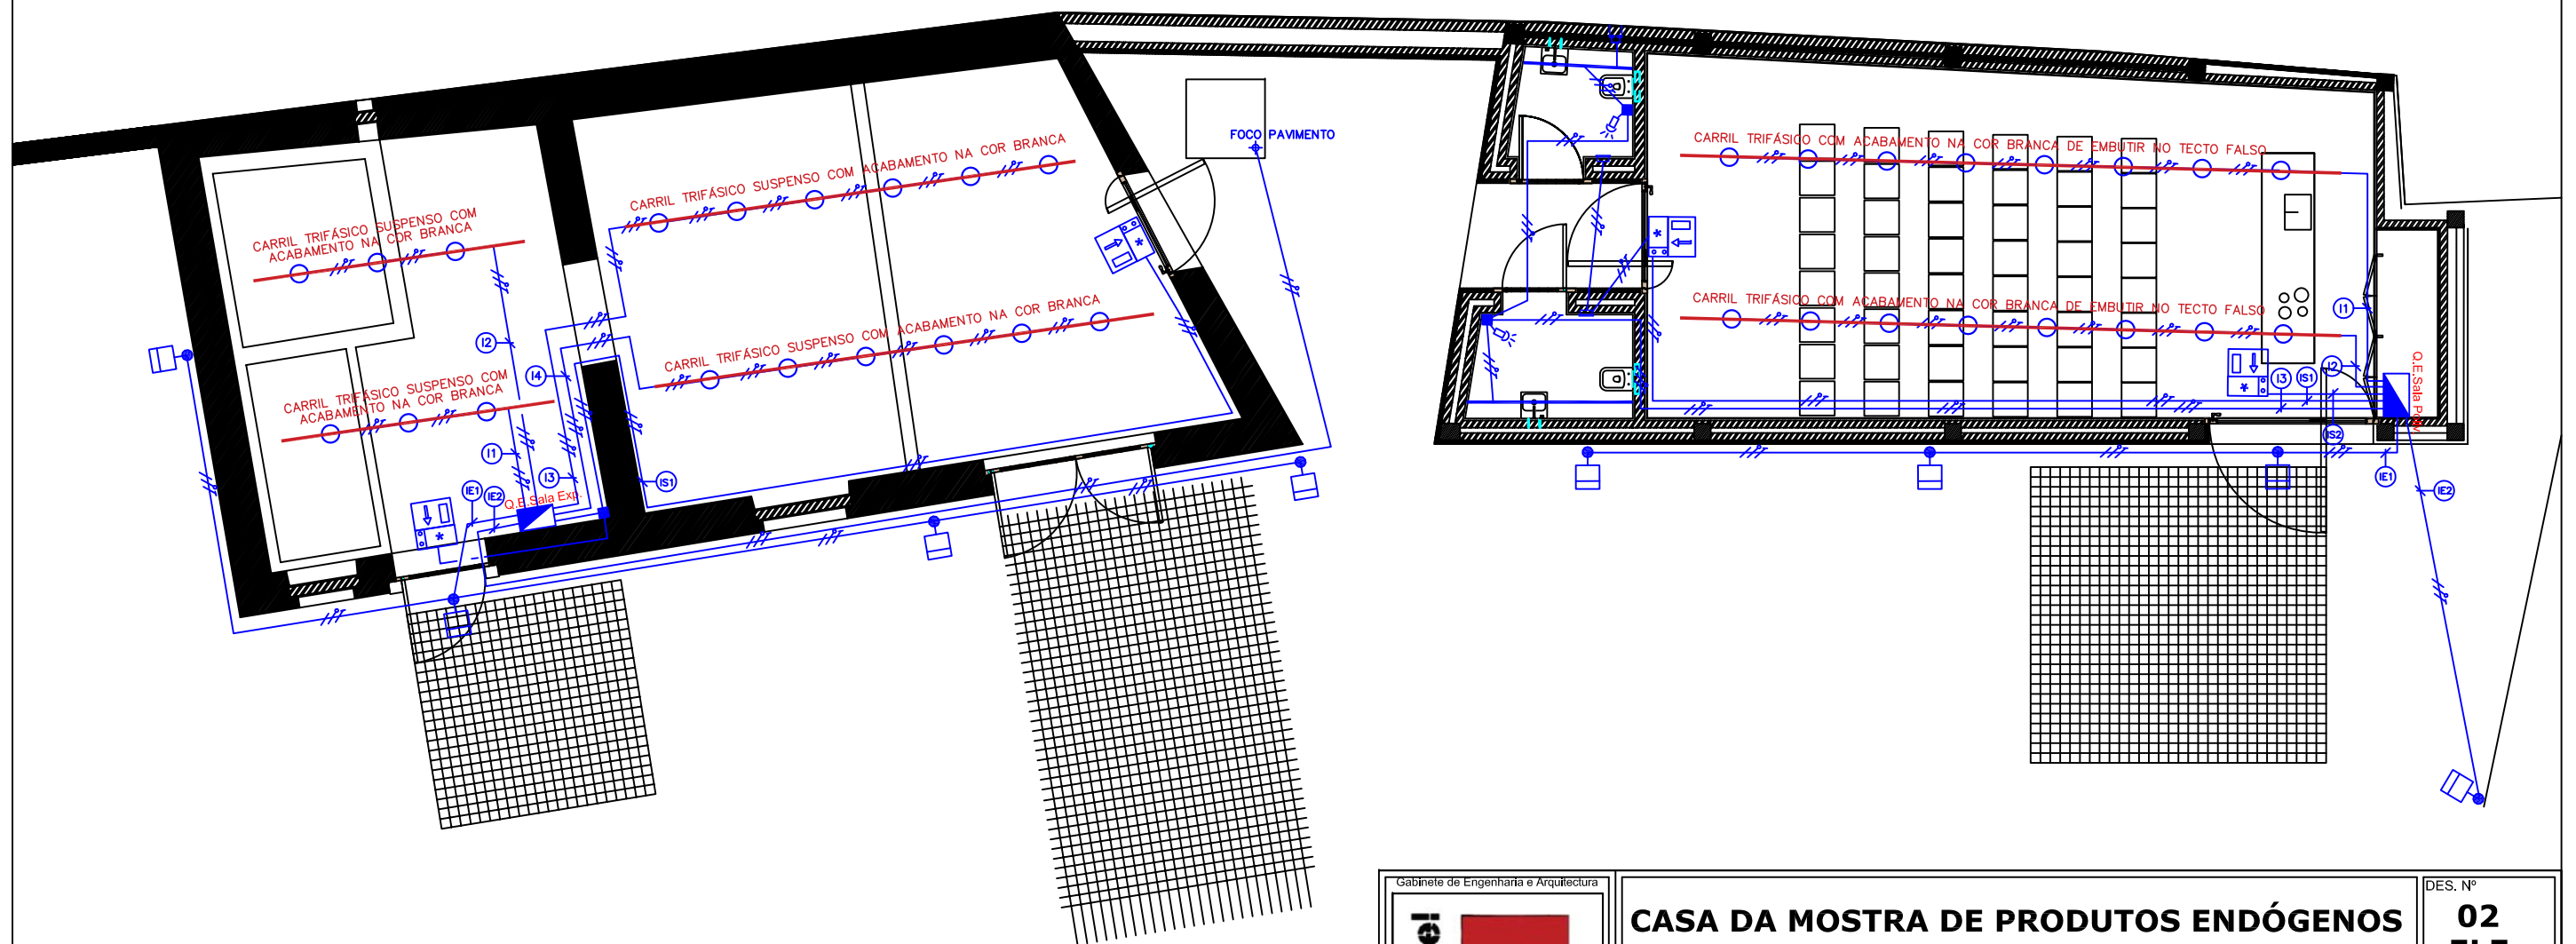 FOCO PAVIMENTO
CARRIL TRIFÁSICO SUSPENSO COM ACABAMENTO NA COR BRANCA
CARRIL TRIFÁSICO COM ACABAMENTO NA COR BRANCA DE EMBUTIR NO TECTO FALSO
CARRIL TRIFÁSICO SUSPENSO COM
ACABAMENTO NA COR BRANCA
CARRIL TRIFÁSICO SUSPENSO COM ACABAMENTO NA COR BRANCA
CARRIL TRIFÁSICO COM ACABAMENTO NA COR BRANCA DE EMBUTIR NO TECTO FALSO
I1
I2
I4
CARRIL TRIFÁSICO SUSPENSO COM
ACABAMENTO NA COR BRANCA
I2
I3
IS1
I1
I3
IS1
IS2
IE1
IE2
Q.E.Sala Exp.
IE1
IE2
Gabinete de Engenharia e Arquitectura
CASA DA MOSTRA DE PRODUTOS ENDÓGENOS
DES. Nº
02